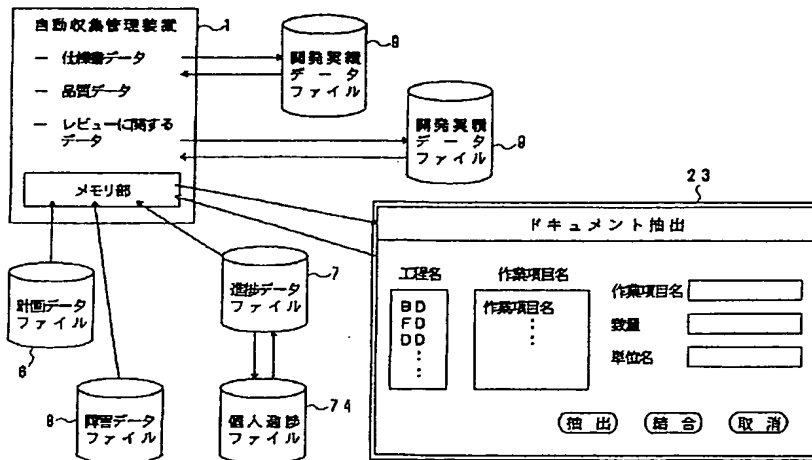 自動収集管理装置
1
― 仕様書データ
― 品質データ
― レビューに関する
データ
メモリ部
開発実績
データ
ファイル
9
開発実績
データ
ファイル
9
計画データ
ファイル
6
進捗データ
ファイル
7
障害データ
ファイル
8
個人進捗
ファイル
74
23
ドキュメント抽出
工程名
作業項目名
BD
FD
DD
:
:
作業項目名
:
:
作業項目名
数量
単位名
抽出
結合
取消